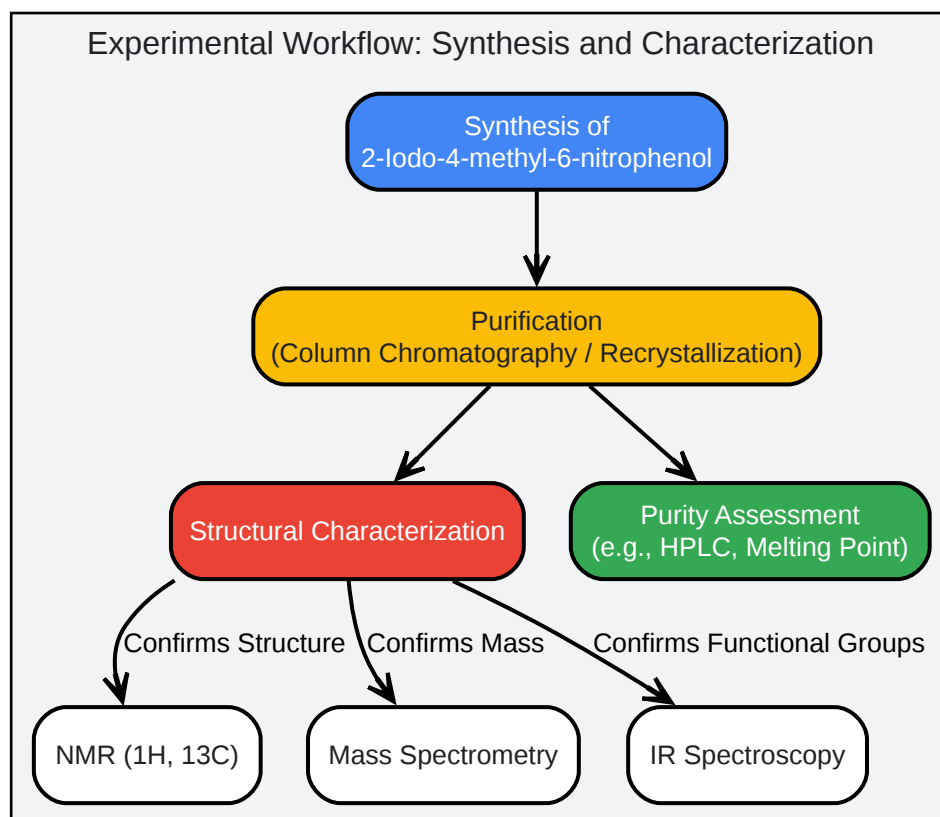 Experimental Workflow: Synthesis and Characterization
Synthesis of
2-Iodo-4-methyl-6-nitrophenol
Purification
(Column Chromatography / Recrystallization)
Structural Characterization
Purity Assessment
(e.g., HPLC, Melting Point)
Confirms Structure
Confirms Mass
Confirms Functional Groups
NMR (1H, 13C)
Mass Spectrometry
IR Spectroscopy